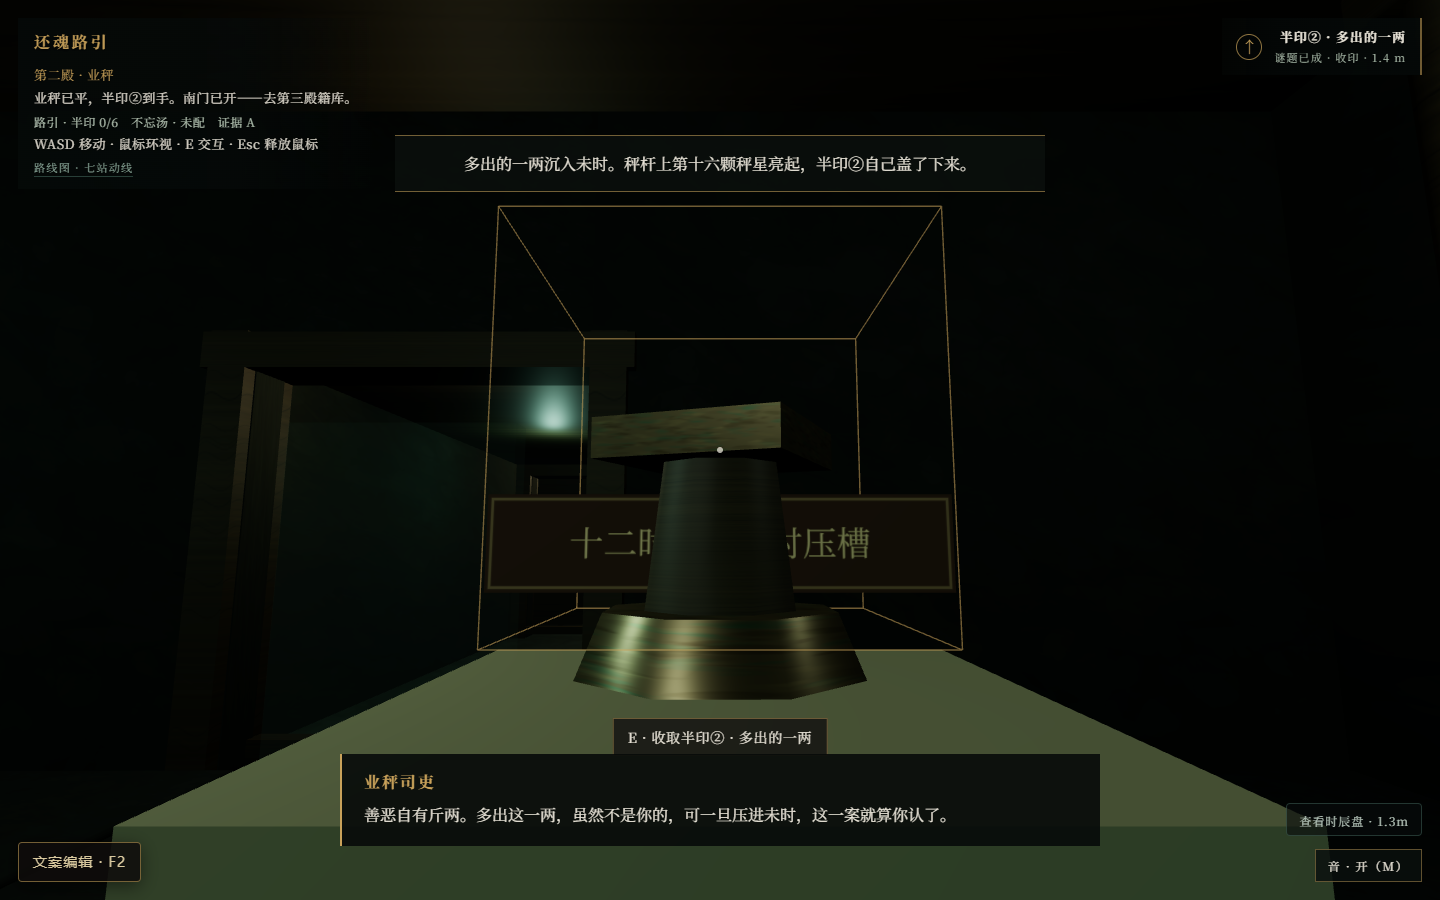 还魂路引
第二殿 · 业秤
业秤已平，半印②到手。南门已开——去第三殿籍库。
路引 · 半印 0/6 不忘汤 · 未配 证据 A
WASD 移动 · 鼠标环视 · E 交互 · Esc 释放鼠标
路线图 · 七站动线
半印② · 多出的一两
谜题已成 · 收印 · 1.4 m
多出的一两沉入未时。秤杆上第十六颗秤星亮起，半印②自己盖了下来。
十二时 压槽
E · 收取半印② · 多出的一两
业秤司吏
善恶自有斤两。多出这一两，虽然不是你的，可一旦压进未时，这一案就算你认了。
查看时辰盘 · 1.3m
文案编辑 · F2
音 · 开（M）